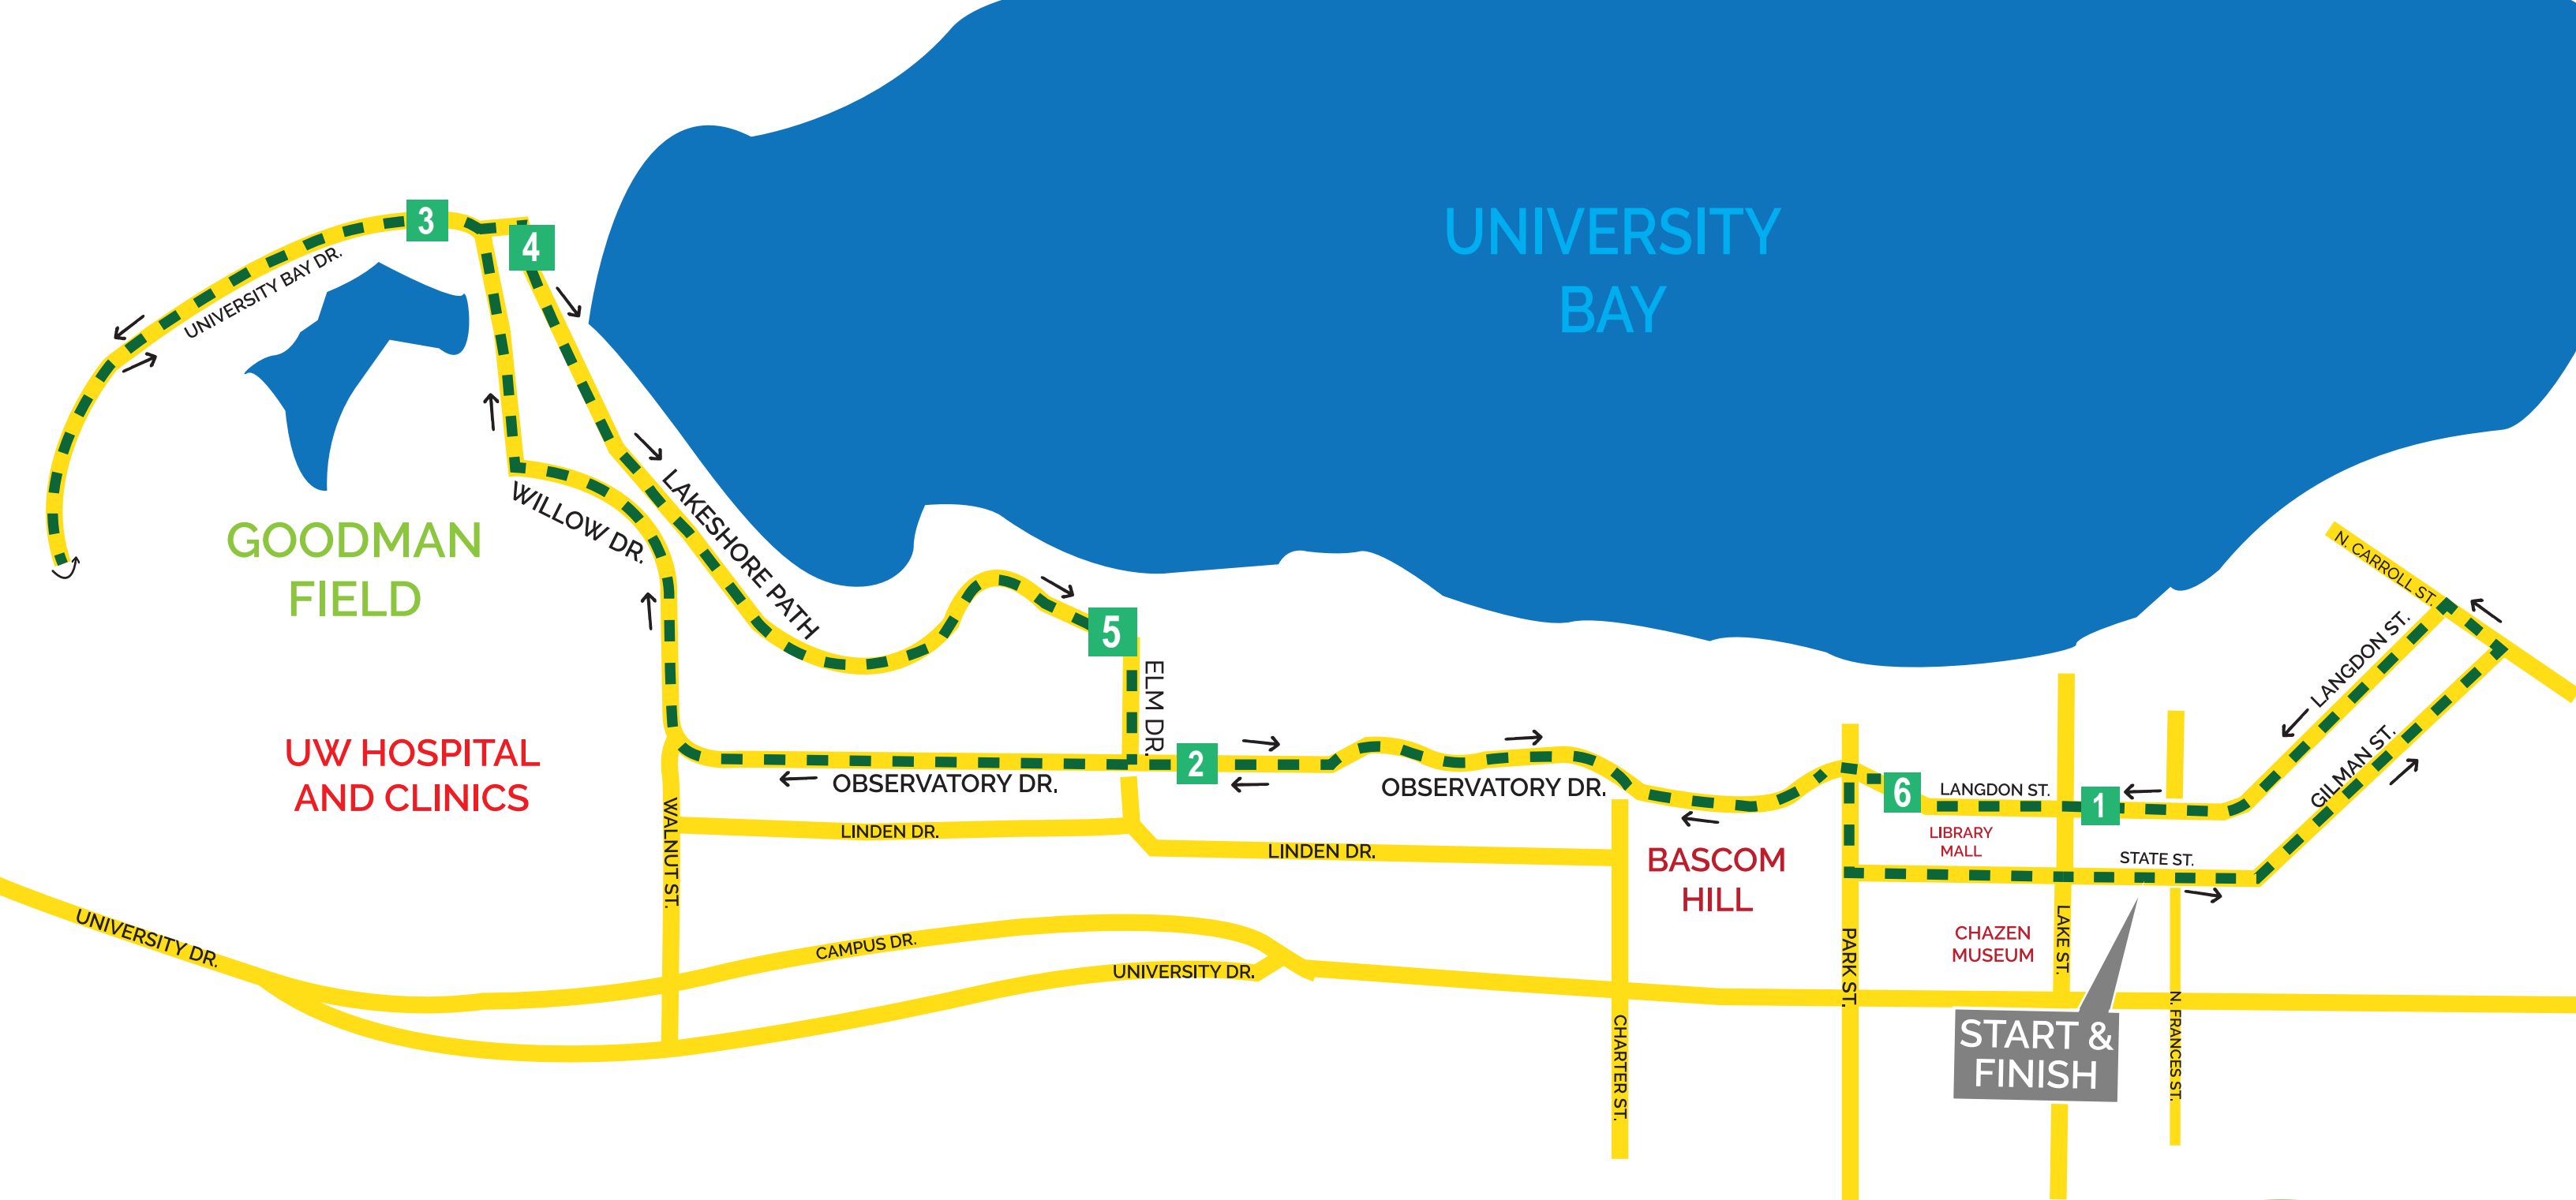 UNIVERSITY
BAY
3
4
UNIVERSITY BAY DR.
GOODMAN
FIELD
WILLOW DR.
LAKESHORE PATH
N. CARROLL ST.
5
ELM DR.
LANGDON ST.
UW HOSPITAL
AND CLINICS
2
OBSERVATORY DR.
OBSERVATORY DR.
6
LANGDON ST.
1
GILMAN ST.
WALNUT ST.
LINDEN DR.
LINDEN DR.
BASCOM
HILL
LIBRARY
MALL
STATE ST.
UNIVERSITY DR.
CAMPUS DR.
UNIVERSITY DR.
PARK ST.
CHAZEN
MUSEUM
LAKE ST.
CHARTER ST.
START &
FINISH
N. FRANCES ST.